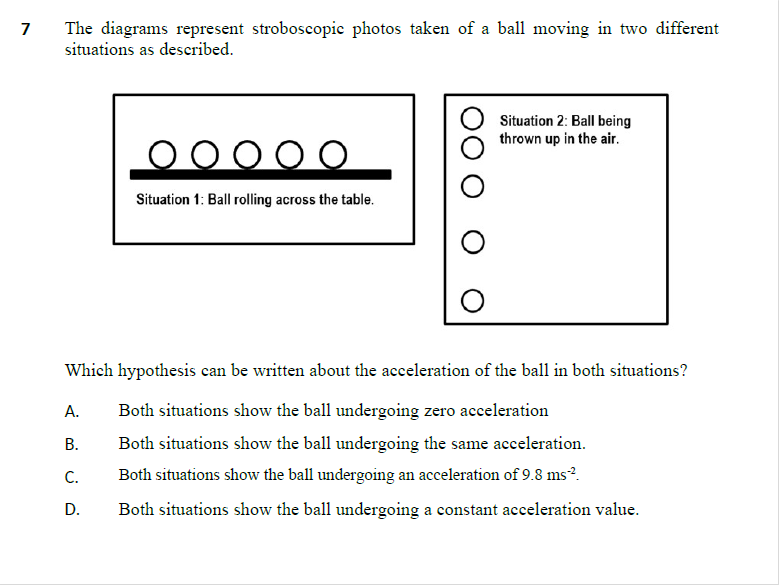 7 The diagrams represent stroboscopic photos taken of a ball moving in two different
situations as described.
Situation 1: Ball rolling across the table.
Situation 2: Ball being
thrown up in the air.
Which hypothesis can be written about the acceleration of the ball in both situations?
A. Both situations show the ball undergoing zero acceleration
B. Both situations show the ball undergoing the same acceleration.
C. Both situations show the ball undergoing an acceleration of 9.8 ms⁻².
D. Both situations show the ball undergoing a constant acceleration value.